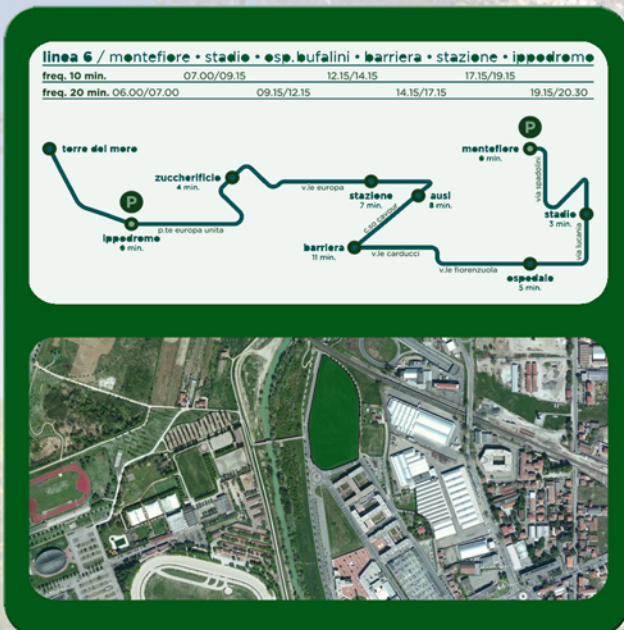 linea 6 / montefiore • stadio • osp.bufalini • barriera • stazione • ippodromo
freq. 10 min. 07.00/09.15 12.15/14.15 17.15/19.15
freq. 20 min. 06.00/07.00 09.15/12.15 14.15/17.15 19.15/20.30
P
torre del moro
montefiore
0 min.
via spadolini
zuccherificio
4 min.
v.le europa
stazione
7 min.
ausl
8 min.
P
stadio
3 min.
via lucania
c.so cavour
p.te europa unita
ippodromo
0 min.
barriera
11 min.
v.le carducci
v.le fiorenzuola
ospedale
5 min.